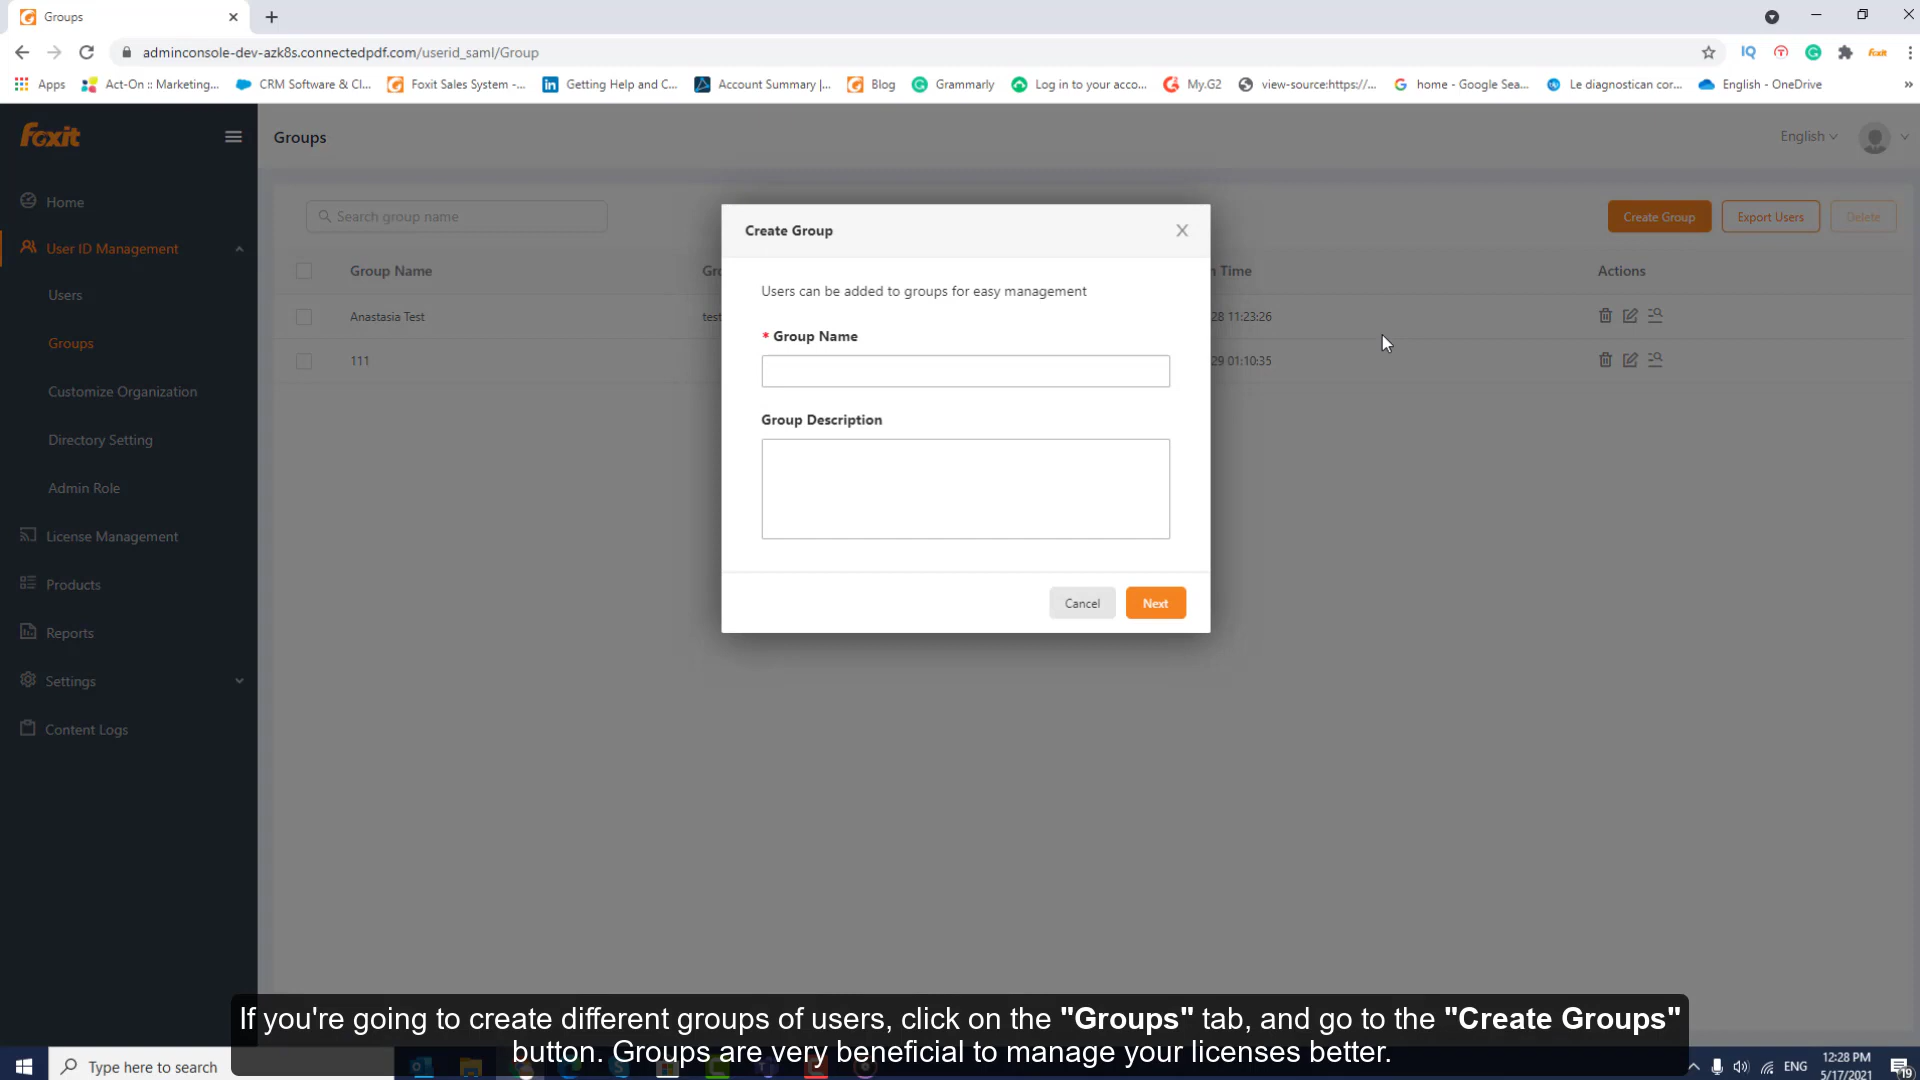 Groups
adminconsole-dev-azk8s.connectedpdf.com/userid_saml/Group
IQ
foxit
Apps
Act-On :: Marketing...
CRM Software & Cl...
Foxit Sales System -...
in
Getting Help and C...
Account Summary |...
Blog
Grammarly
Log in to your acco...
My.G2
view-source:https://...
home - Google Sea...
Le diagnostican cor...
English - OneDrive
»
foxit
Groups
English
Home
User ID Management
Users
Groups
Customize Organization
Directory Setting
Admin Role
License Management
Products
Reports
Settings
Content Logs
Search group name
Create Group
Export Users
Delete
Group Name
Time
Actions
Anastasia Test
test
28 11:23:26
111
29 01:10:35
Create Group
X
Users can be added to groups for easy management
* Group Name
Group Description
Cancel
Next
If you're going to create different groups of users, click on the "Groups" tab, and go to the "Create Groups"
button. Groups are very beneficial to manage your licenses better.
Type here to search
ENG
12:28 PM
5/17/2021
19